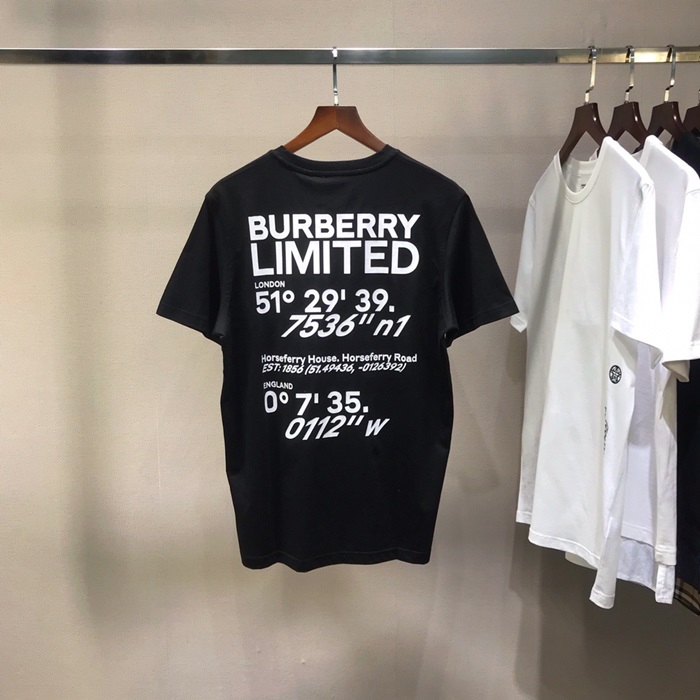 BURBERRY
LIMITED
LONDON
51° 29' 39.
7536"n1
Horseferry House. Horseferry Road
EST: 1856 (51.49436, -0126392)
ENGLAND
0° 7' 35.
0112"w